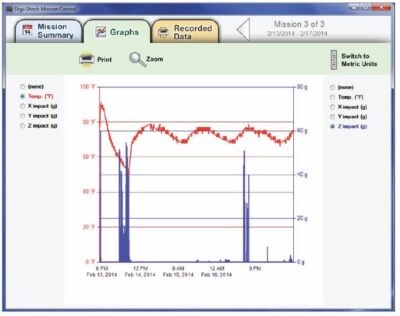 Digi-Shock Mission Control
Mission Summary
Graphs
Recorded Data
Mission 3 of 3
2/13/2014 - 2/17/2014
Print
Zoom
Switch to Metric Units
(none)
Temp. (°F)
X impact (g)
Y impact (g)
Z impact (g)
100 °F
80 °F
60 °F
40 °F
20 °F
0 °F
80 g
60 g
40 g
20 g
0 g
(none)
Temp. (°F)
X impact (g)
Y impact (g)
Z impact (g)
6 PM 12 PM 6 AM 12 AM 6 PM
Feb 13, 2014 Feb 14, 2014 Feb 15, 2014 Feb 16, 2014